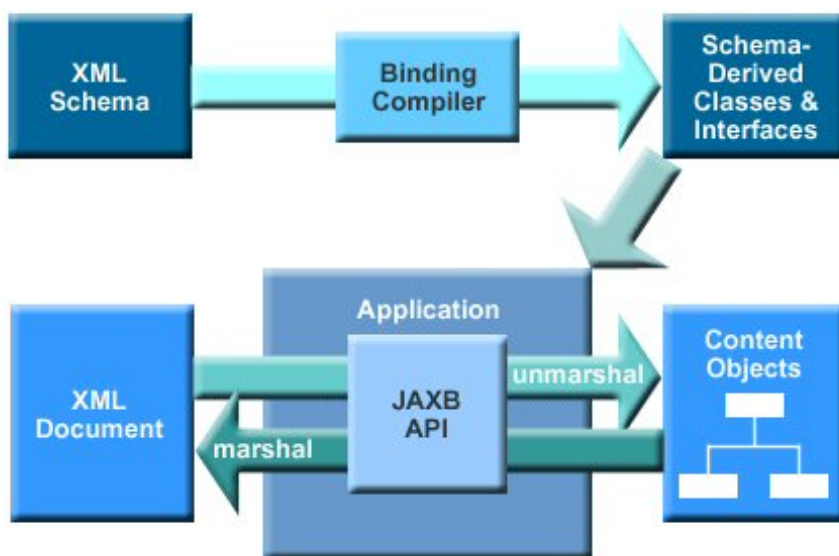 XML
Schema
Binding
Compiler
Schema-
Derived
Classes &
Interfaces
Application
XML
Document
JAXB
API
unmarshal
marshal
Content
Objects